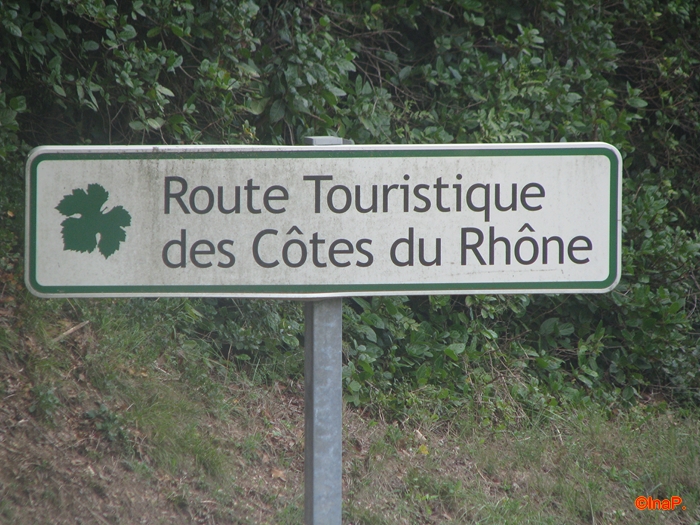 Route Touristique
des Côtes du Rhône
©InaP.